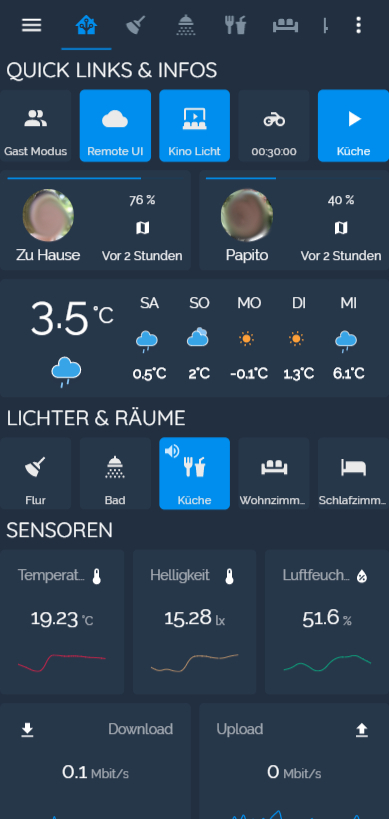 QUICK LINKS & INFOS
Gast Modus
Remote UI
Kino Licht
00:30:00
Küche
76 %
40 %
Zu Hause
Vor 2 Stunden
Papito
Vor 2 Stunden
3.5°C
SA
SO
MO
DI
MI
0.5°C
2°C
-0.1°C
1.3°C
6.1°C
LICHTER & RÄUME
Flur
Bad
Küche
Wohnzimm...
Schlafzimm...
SENSOREN
Temperat...
Helligkeit
Luftfeuch...
19.23 °C
15.28 lx
51.6 %
Download
Upload
0.1 Mbit/s
0 Mbit/s